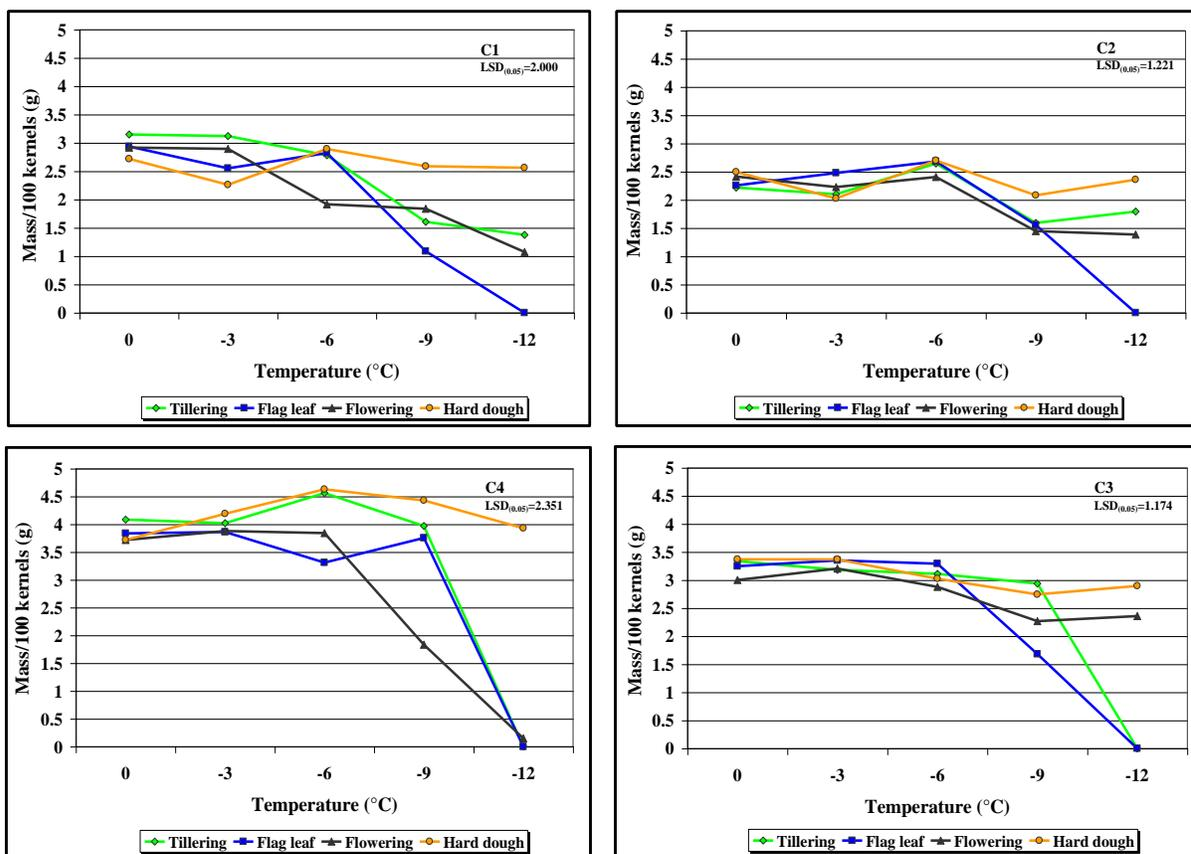 C1
LSD(0.05)=2.000
5
4.5
4
3.5
3
2.5
2
1.5
1
0.5
0
Mass/100 kernels (g)
0 -3 -6 -9 -12
Temperature (°C)
Tillering Flag leaf Flowering Hard dough
C2
LSD(0.05)=1.221
5
4.5
4
3.5
3
2.5
2
1.5
1
0.5
0
Mass/100 kernels (g)
0 -3 -6 -9 -12
Temperature (°C)
Tillering Flag leaf Flowering Hard dough
C4
LSD(0.05)=2.351
5
4.5
4
3.5
3
2.5
2
1.5
1
0.5
0
Mass/100 kernels (g)
0 -3 -6 -9 -12
Temperature (°C)
Tillering Flag leaf Flowering Hard dough
C3
LSD(0.05)=1.174
5
4.5
4
3.5
3
2.5
2
1.5
1
0.5
0
Mass/100 kernels (g)
0 -3 -6 -9 -12
Temperature (°C)
Tillering Flag leaf Flowering Hard dough